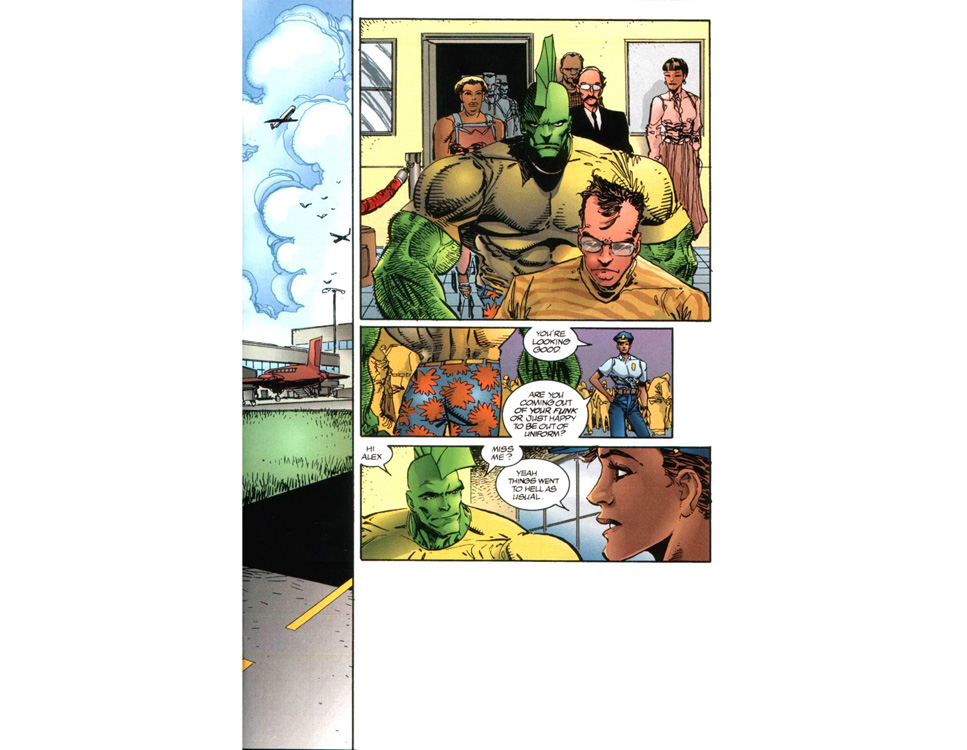 YOU'RE
LOOKING
GOOD.
ARE YOU
COMING OUT
OF YOUR FUNK
OR JUST HAPPY
TO BE OUT OF
UNIFORM?
HI
ALEX
MISS
ME?
YEAH
THINGS WENT
TO HELL AS
USUAL.